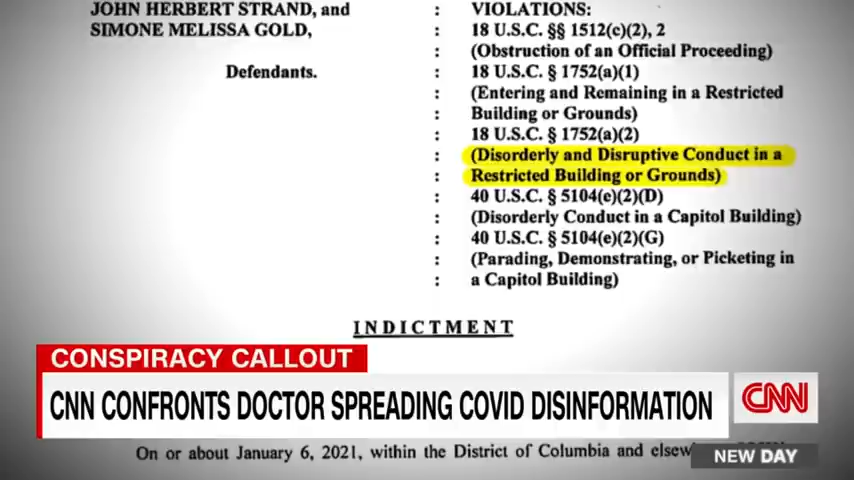 JOHN HERBERT STRAND, and : VIOLATIONS:
SIMONE MELISSA GOLD, : 18 U.S.C. §§ 1512(c)(2), 2
: (Obstruction of an Official Proceeding)
Defendants. : 18 U.S.C. § 1752(a)(1)
: (Entering and Remaining in a Restricted
: Building or Grounds)
: 18 U.S.C. § 1752(a)(2)
: (Disorderly and Disruptive Conduct in a
: Restricted Building or Grounds)
: 40 U.S.C. § 5104(e)(2)(D)
: (Disorderly Conduct in a Capitol Building)
: 40 U.S.C. § 5104(e)(2)(G)
: (Parading, Demonstrating, or Picketing in
: a Capitol Building)
INDICTMENT
CONSPIRACY CALLOUT
CNN CONFRONTS DOCTOR SPREADING COVID DISINFORMATION
CNN
On or about January 6, 2021, within the District of Columbia and
NEW DAY